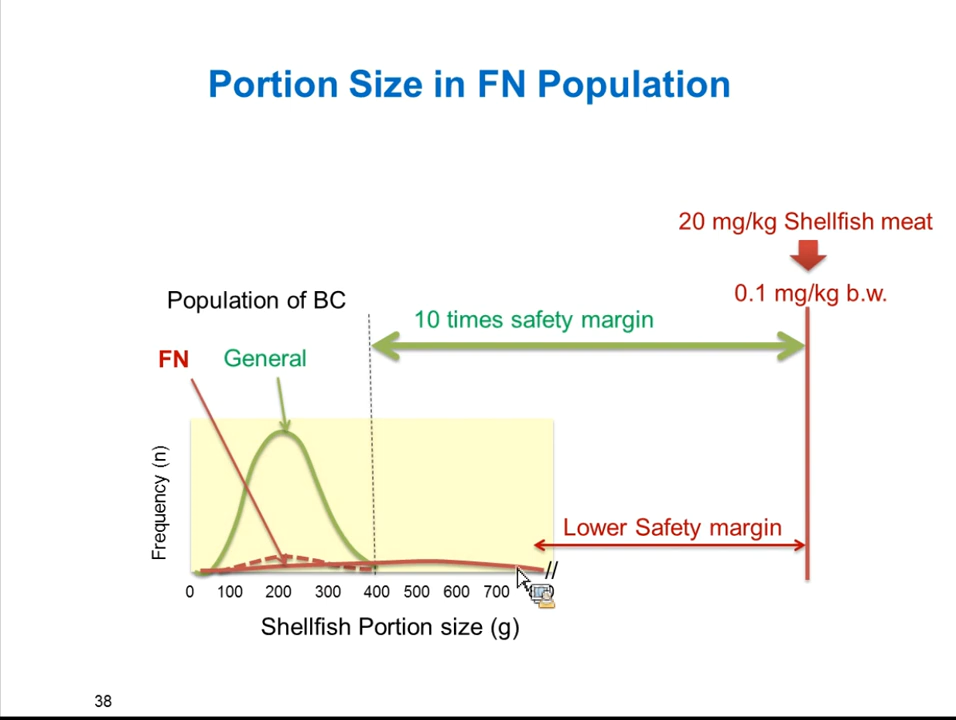 Portion Size in FN Population
20 mg/kg Shellfish meat
0.1 mg/kg b.w.
Population of BC
10 times safety margin
FN
General
Frequency (n)
Lower Safety margin
//
0 100 200 300 400 500 600 700
Shellfish Portion size (g)
38